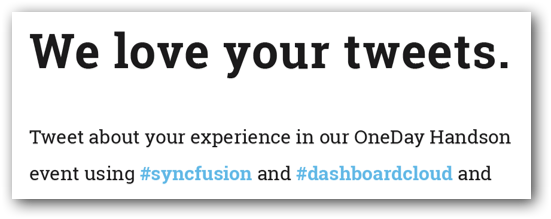 We love your tweets.
Tweet about your experience in our OneDay Handson
event using #syncfusion and #dashboardcloud and